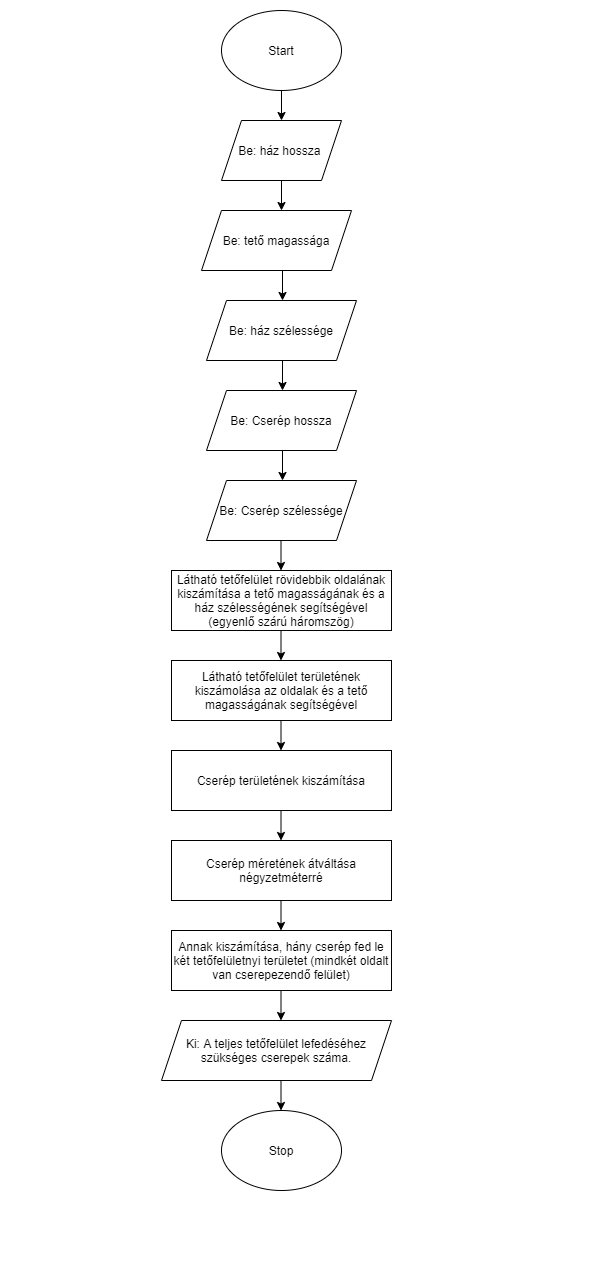 Start
Be: ház hossza
Be: tető magassága
Be: ház szélessége
Be: Cserép hossza
Be: Cserép szélessége
Látható tetőfelület rövidebbik oldalának
kiszámítása a tető magasságának és a
ház szélességének segítségével
(egyenlő szárú háromszög)
Látható tetőfelület területének
kiszámolása az oldalak és a tető
magasságának segítségével
Cserép területének kiszámítása
Cserép méretének átváltása
négyzetméterré
Annak kiszámítása, hány cserép fed le
két tetőfelületnyi területet (mindkét oldalt
van cserepezendő felület)
Ki: A teljes tetőfelület lefedéséhez
szükséges cserepek száma.
Stop